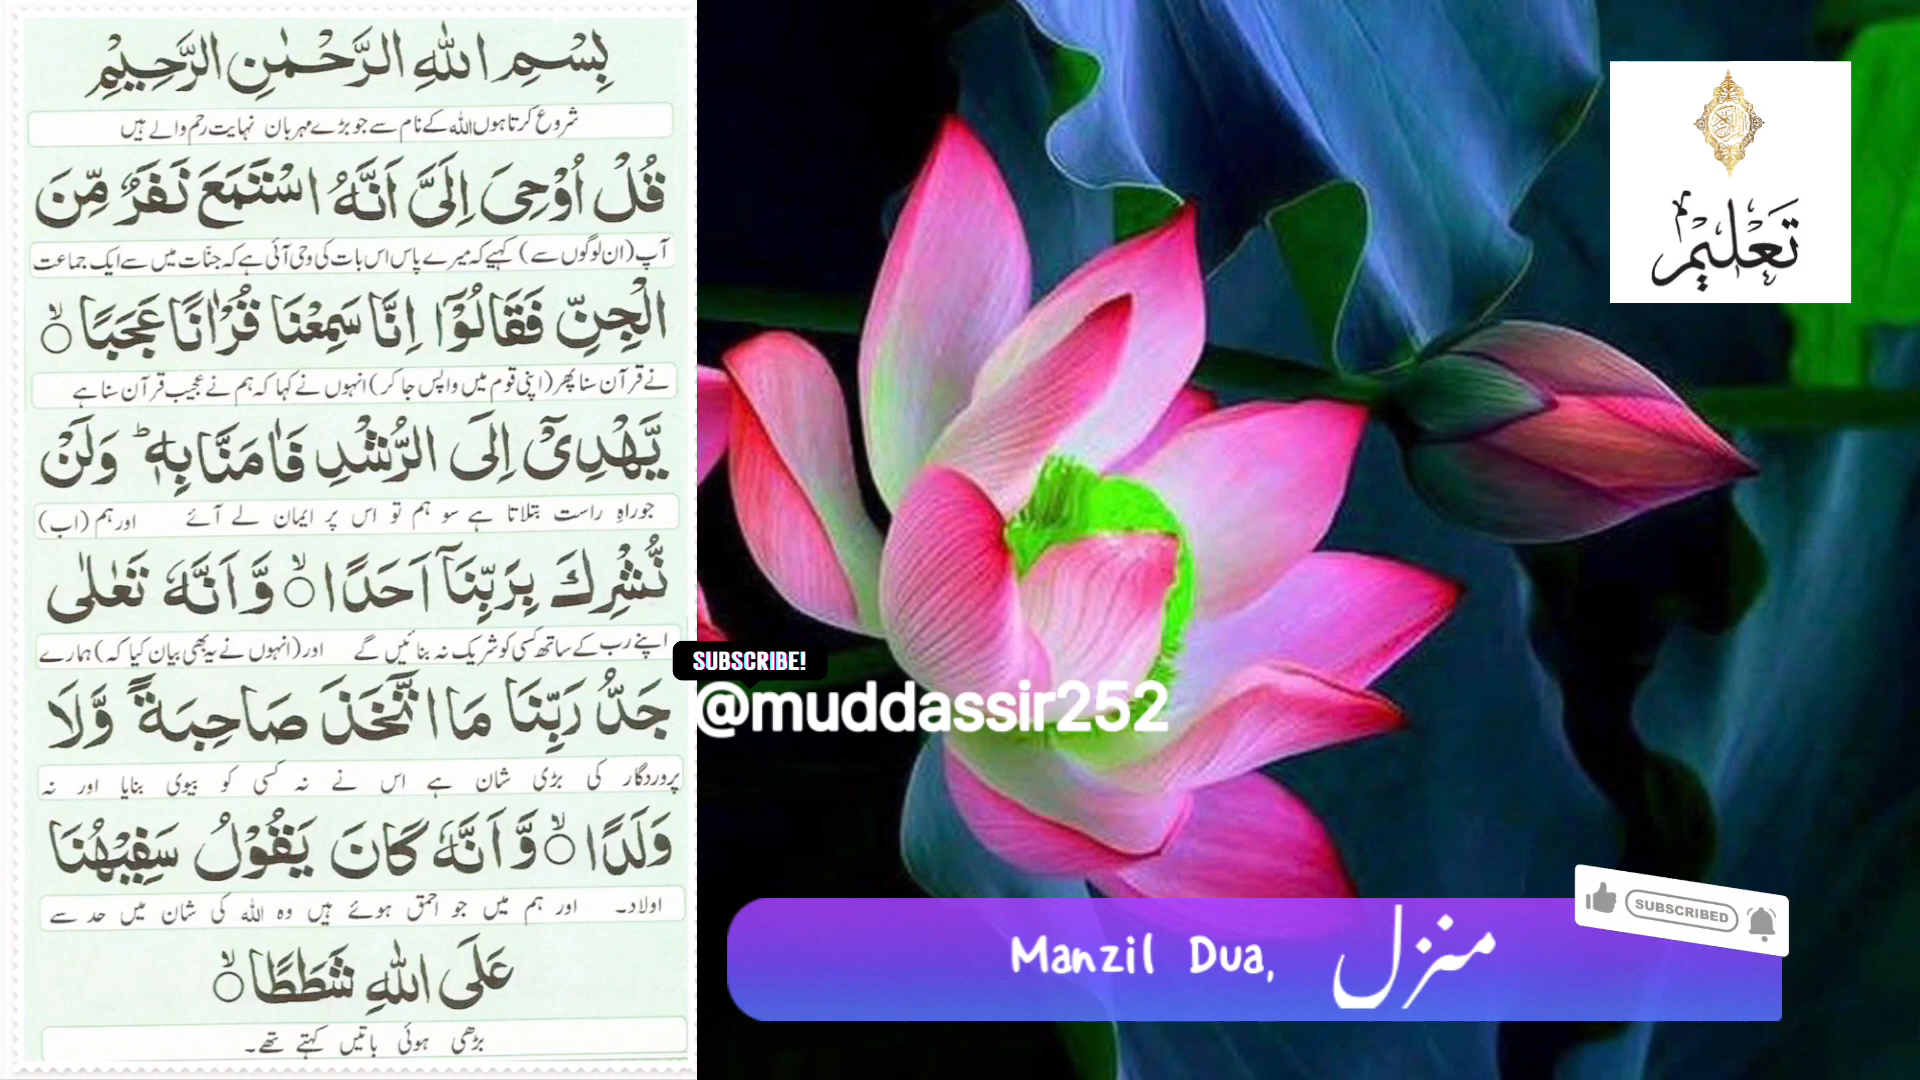 بِسْمِ اللهِ الرَّحْمٰنِ الرَّحِيْمِ
شروع کرتا ہوں اللہ کے نام سے جو بڑے مہربان نہایت رحم والے ہیں
قُلْ اُوْحِیَ اِلَیَّ اَنَّهُ اسْتَمَعَ نَفَرٌ مِّنَ
آپ (ان لوگوں سے) کہیے کہ میرے پاس اس بات کی وحی آئی ہے کہ جنّات میں سے ایک جماعت
الْجِنِّ فَقَالُوْۤا اِنَّا سَمِعْنَا قُرْاٰنًا عَجَبًا ۙ
نے قرآن سنا پھر (اپنی قوم میں واپس جا کر) انہوں نے کہا کہ ہم نے عجیب قرآن سنا ہے
يَّهْدِیْۤ اِلَی الرُّشْدِ فَاٰمَنَّا بِهٖ ؕ وَلَنْ
جو راہِ راست بتلاتا ہے سو ہم تو اس پر ایمان لے آئے اور ہم (اب)
نُّشْرِكَ بِرَبِّنَاۤ اَحَدًا ۙ وَّاَنَّهٗ تَعٰلٰی
اپنے رب کے ساتھ کسی کو شریک نہ بنائیں گے اور (انہوں نے یہ بھی بیان کیا کہ) ہمارے
جَدُّ رَبِّنَا مَا اتَّخَذَ صَاحِبَةً وَّلَا
پروردگار کی بڑی شان ہے اس نے نہ کسی کو بیوی بنایا اور نہ
وَلَدًا ۙ وَّاَنَّهٗ كَانَ يَقُوْلُ سَفِيْهُنَا
اولاد۔ اور ہم میں جو احمق ہوئے ہیں وہ اللہ کی شان میں حد سے
عَلَی اللهِ شَطَطًا ۙ
بڑھی ہوئی باتیں کہتے تھے۔
تعليم
SUBSCRIBE!
@muddassir252
SUBSCRIBED
Manzil Dua, منزل